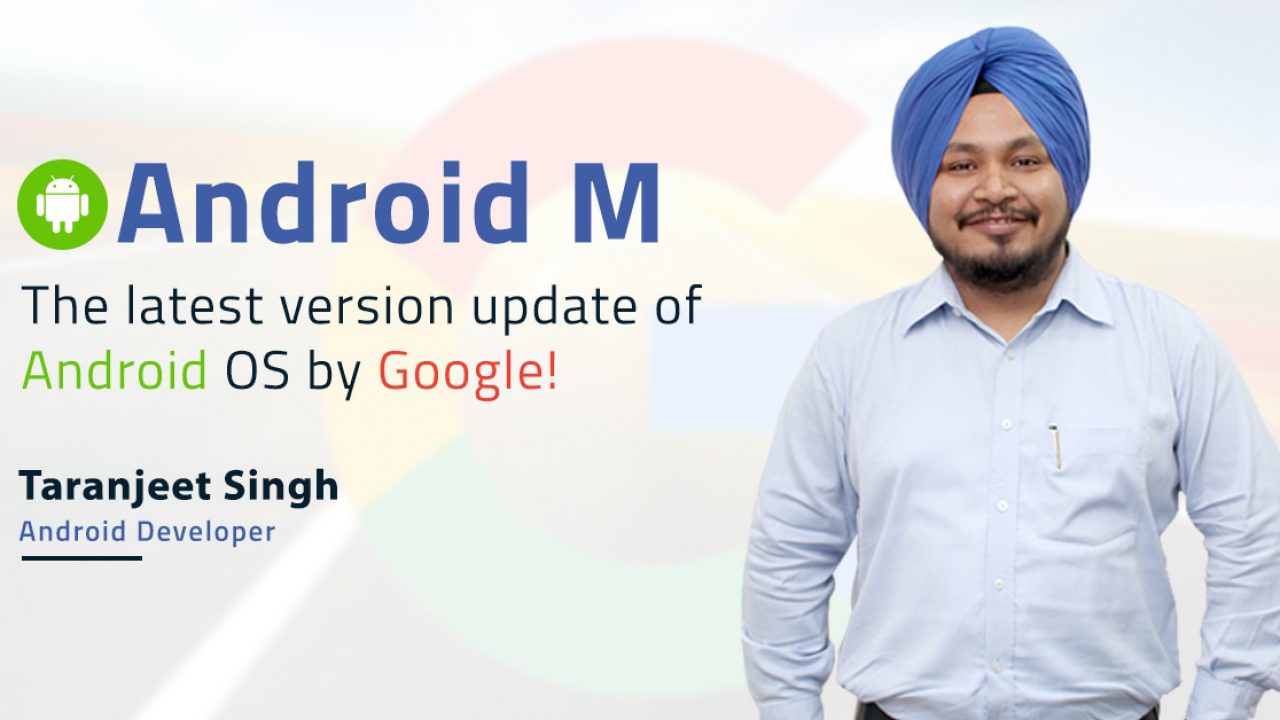 Android M
The latest version update of
Android OS by Google!
Taranjeet Singh
Android Developer